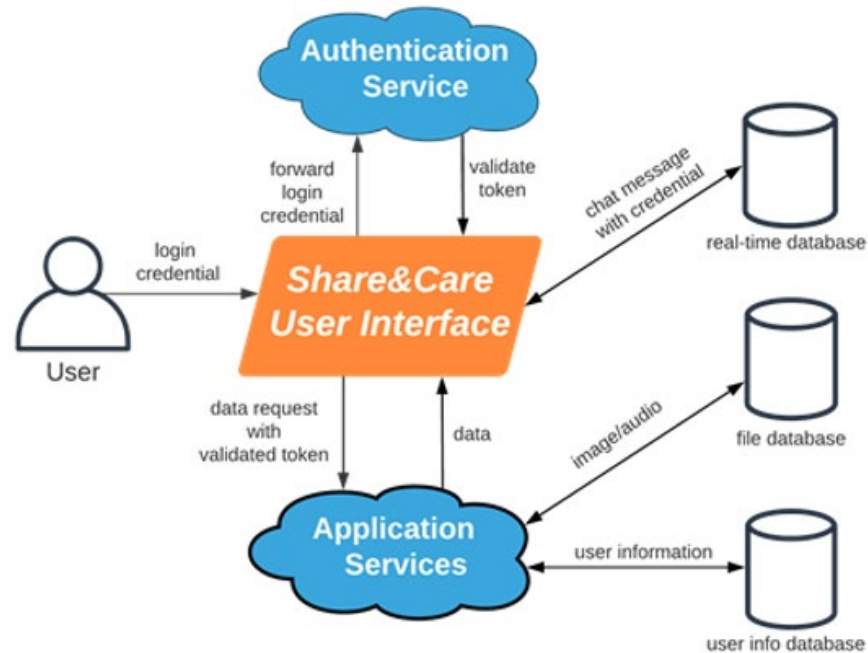 Authentication
Service
forward
login
credential
validate
token
chat message
with credential
real-time database
login
credential
Share&Care
User Interface
User
data request
with
validated token
data
image/audio
file database
Application
Services
user information
user info database